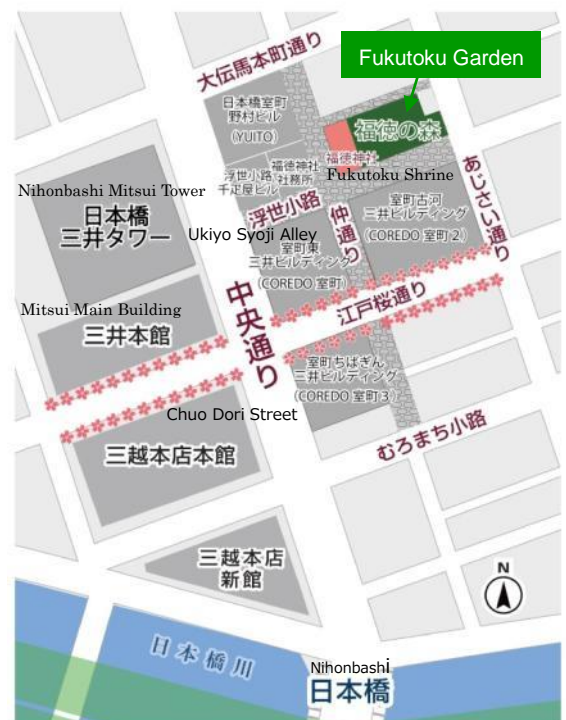 Fukutoku Garden
大伝馬本町通り
日本橋室町
野村ビル
(YUITO)
福徳の森
福徳神社
Fukutoku Shrine
浮世小路
千疋屋ビル
福徳神社
社務所
あじさい通り
Nihonbashi Mitsui Tower
日本橋
三井タワー
浮世小路
Ukiyo Syoji Alley
仲通り
室町古河
三井ビルディング
(COREDO 室町2)
室町東
三井ビルディング
(COREDO 室町)
Mitsui Main Building
三井本館
中央通り
江戸桜通り
室町ちばぎん
三井ビルディング
(COREDO 室町3)
Chuo Dori Street
三越本店本館
むろまち小路
三越本店
新館
N
日本橋川
Nihonbashi
日本橋